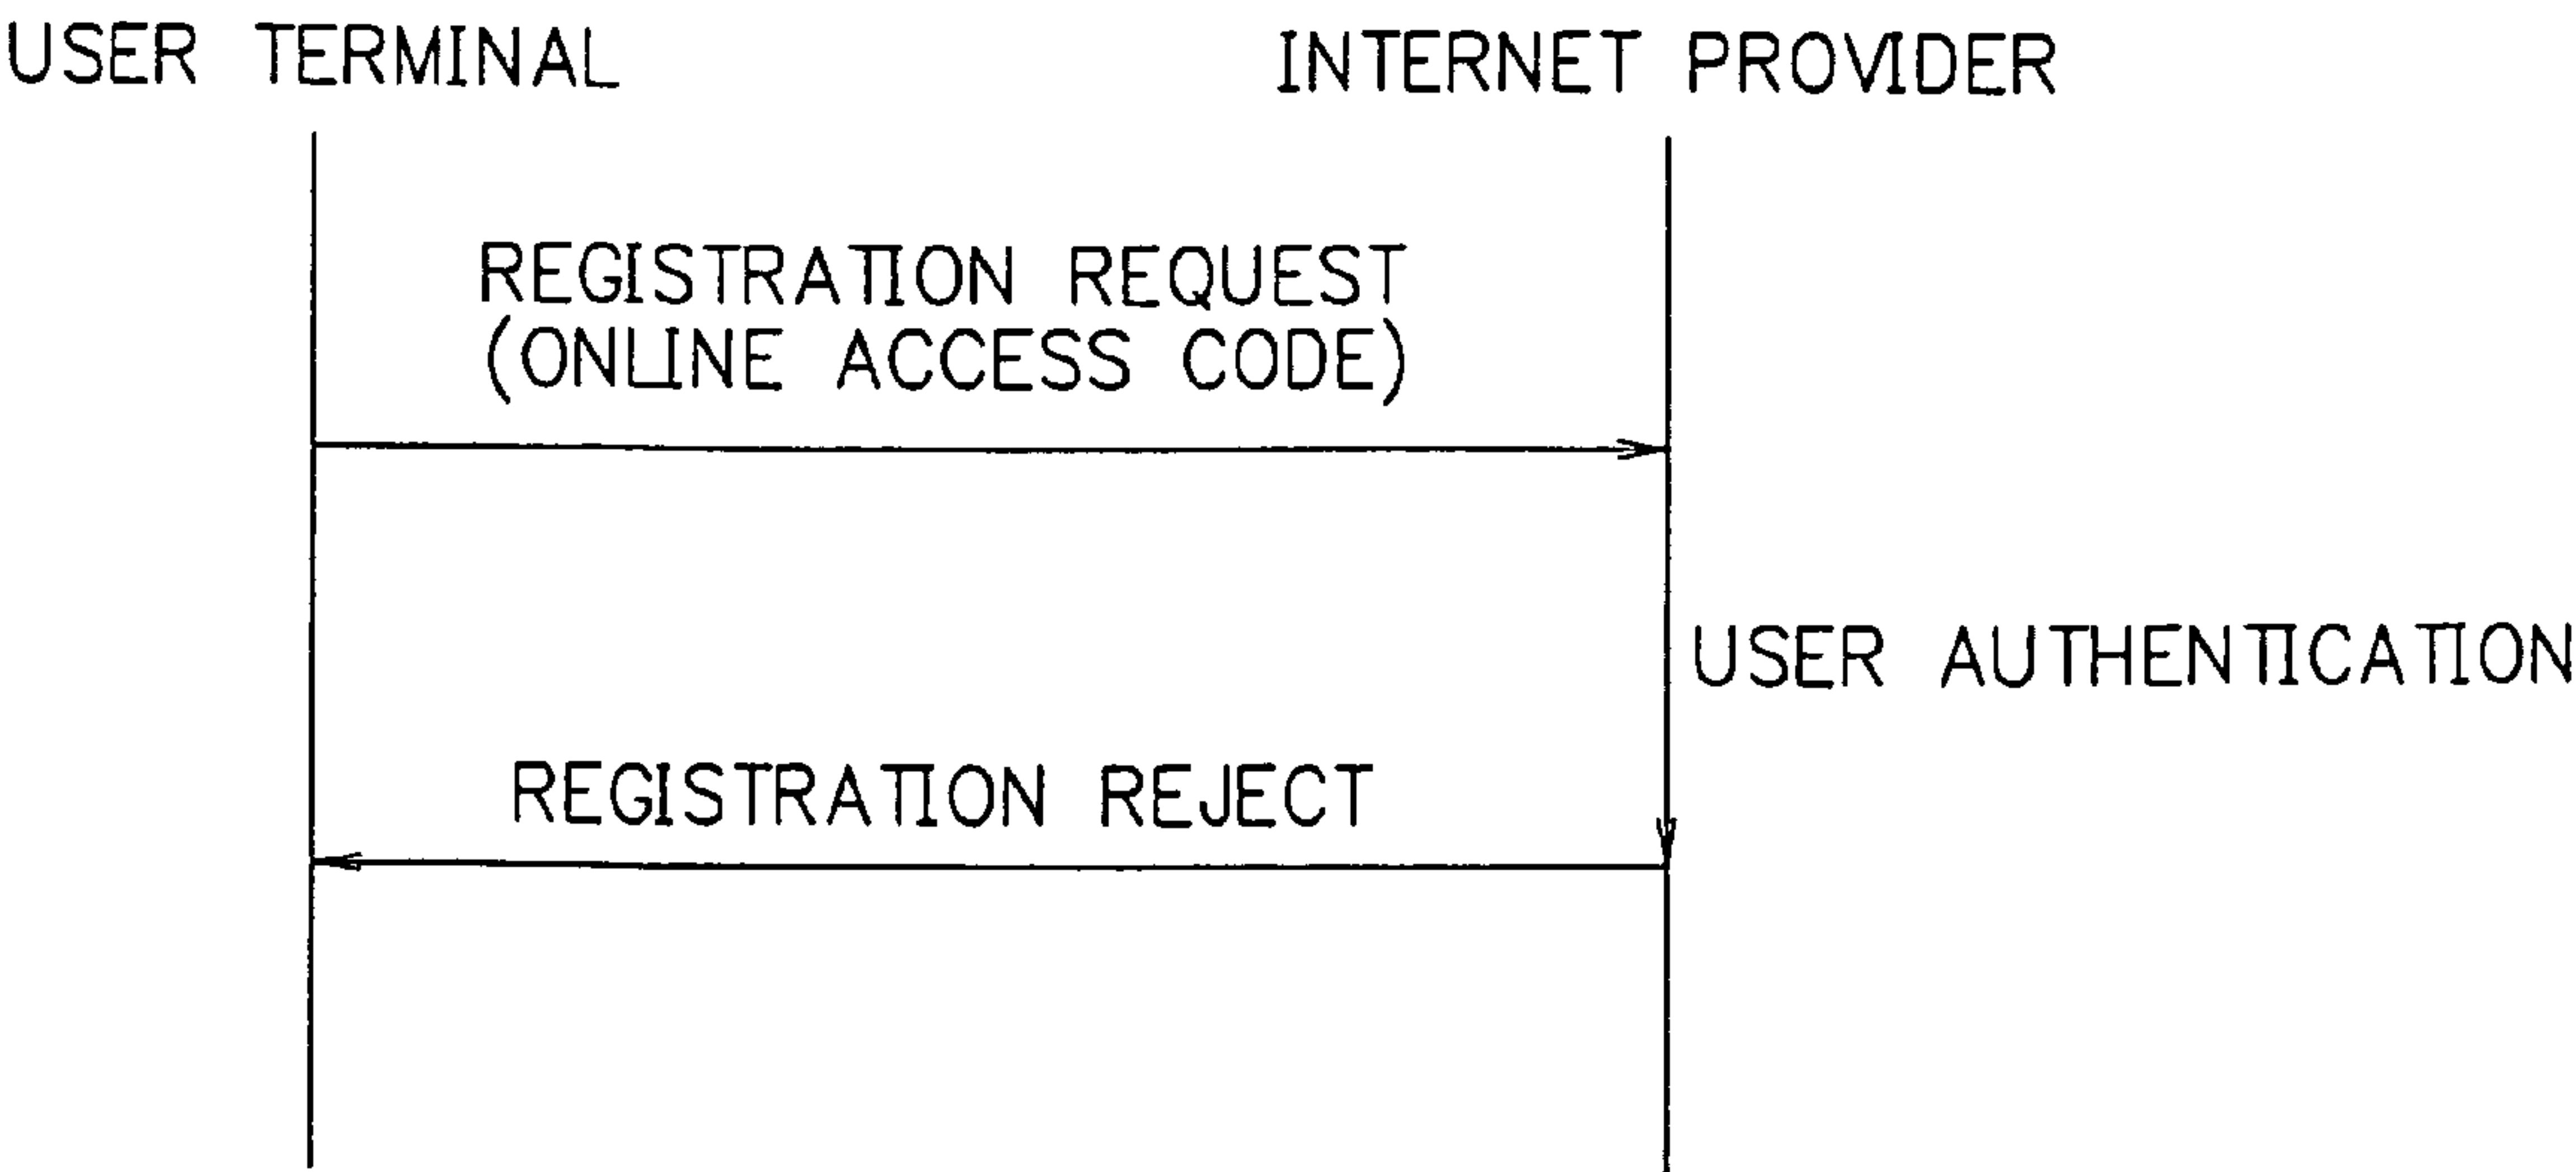 USER TERMINAL
INTERNET PROVIDER
REGISTRATION REQUEST
(ONLINE ACCESS CODE)
USER AUTHENTICATION
REGISTRATION REJECT